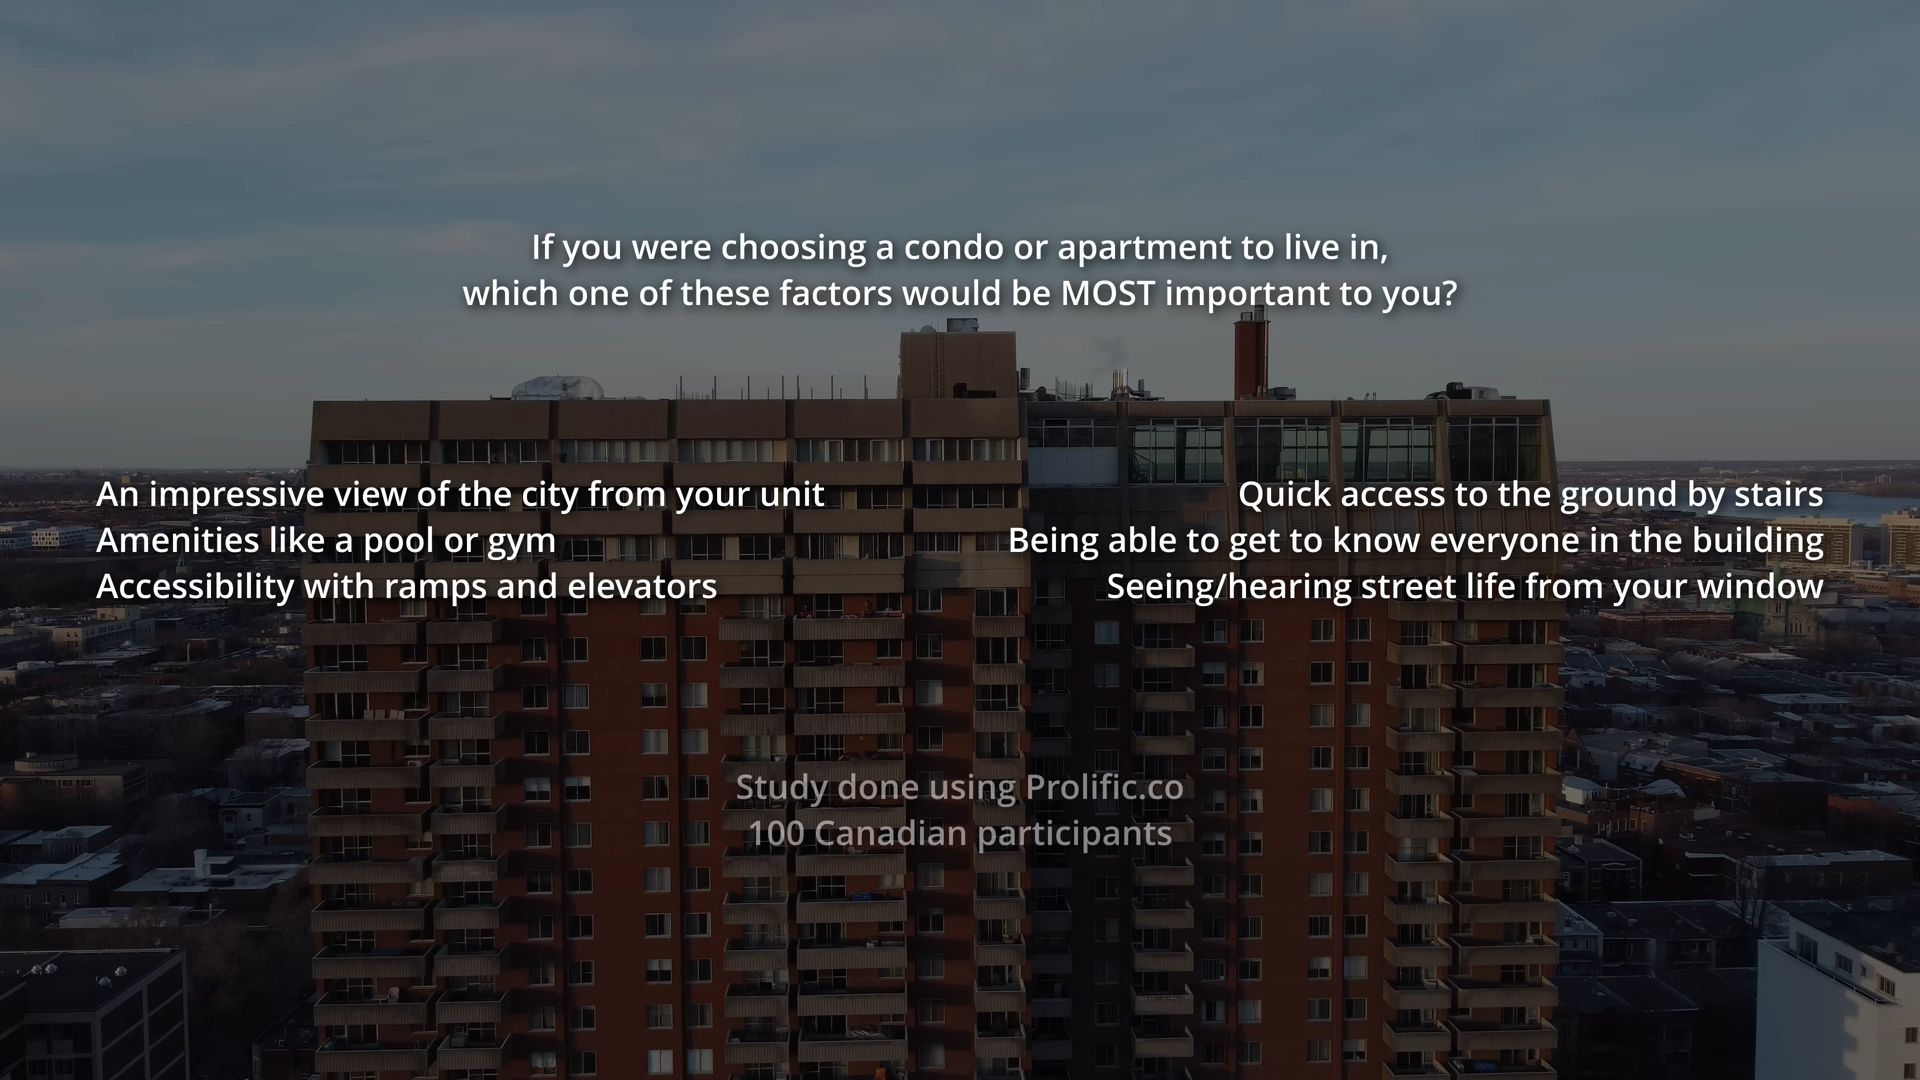 If you were choosing a condo or apartment to live in,
which one of these factors would be MOST important to you?
An impressive view of the city from your unit
Amenities like a pool or gym
Accessibility with ramps and elevators
Quick access to the ground by stairs
Being able to get to know everyone in the building
Seeing/hearing street life from your window
Study done using Prolific.co
100 Canadian participants